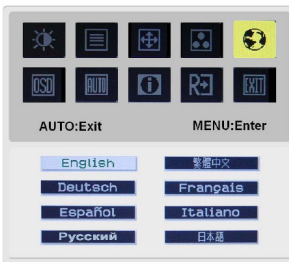 OSD AUTO i R EXIT
AUTO:Exit MENU:Enter
English 繁體中文
Deutsch Français
Español Italiano
Русский 日本語